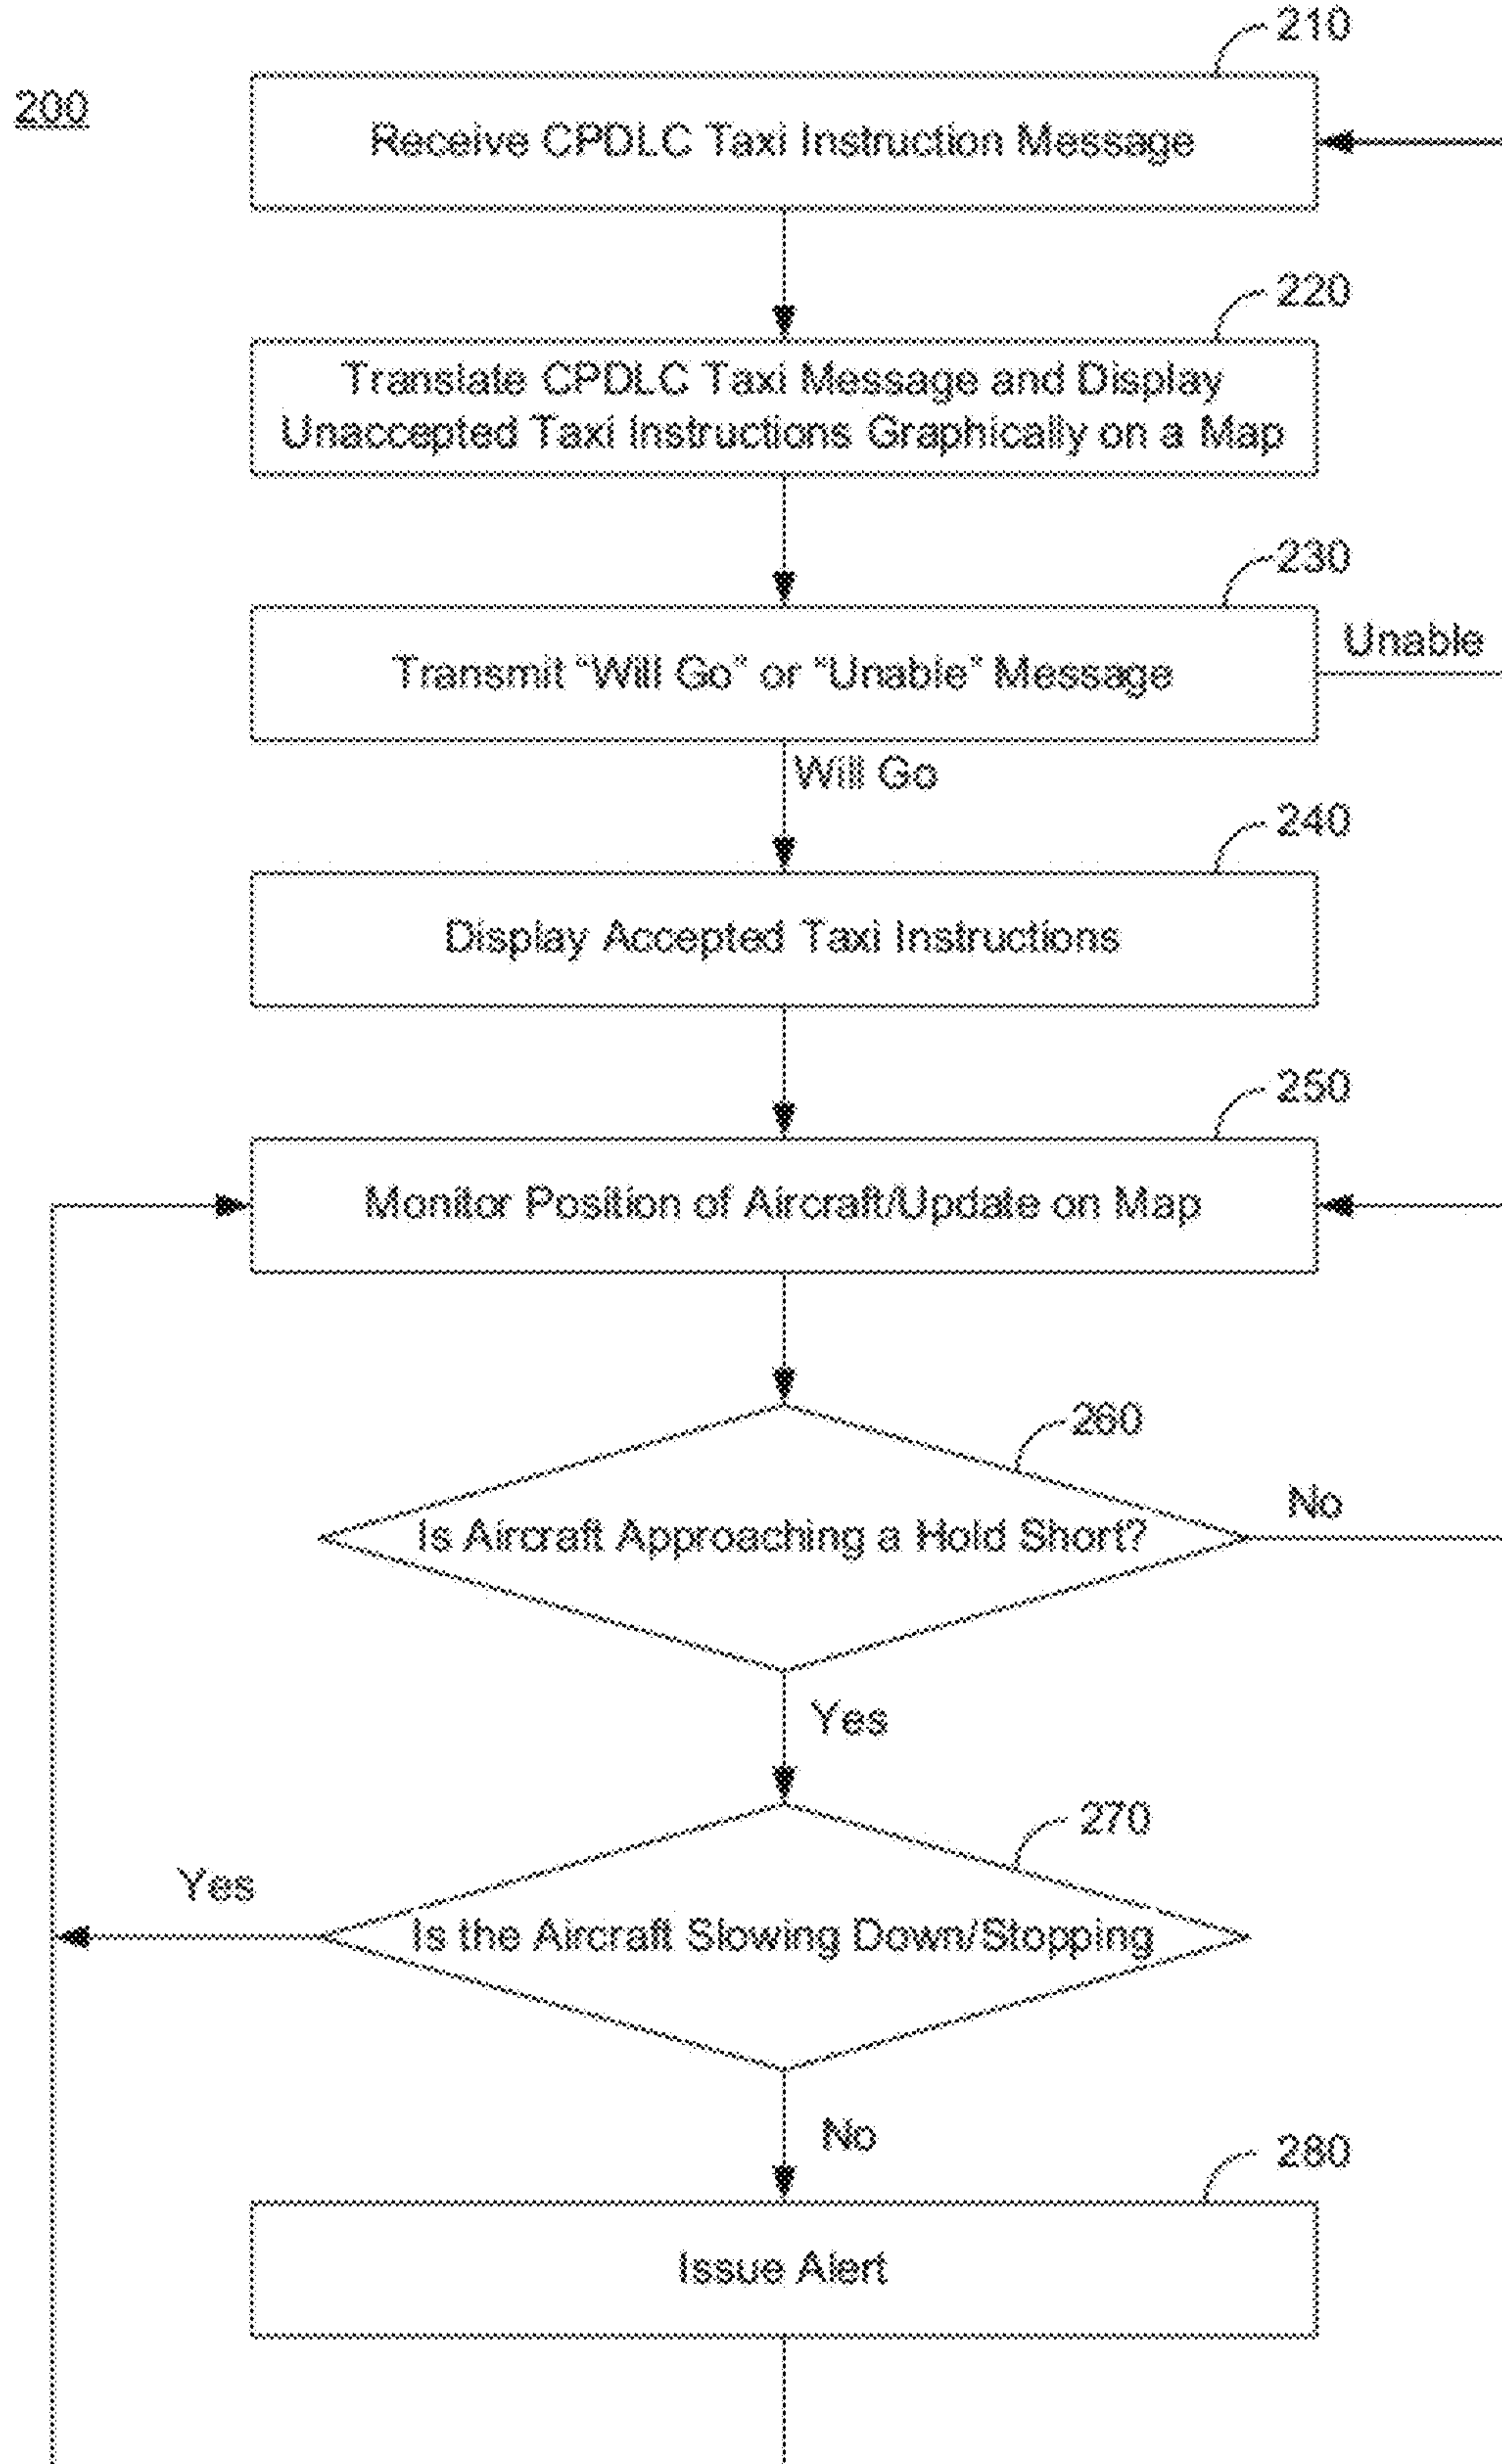 210
200
Receive CPDLC Taxi Instruction Message
220
Translate CPDLC Taxi Message and Display
Unaccepted Taxi Instructions Graphically on a Map
230
Unable
Transmit “Will Go” or “Unable” Message
Will Go
240
Display Accepted Taxi Instructions
250
Monitor Position of Aircraft/Update on Map
260
No
Is Aircraft Approaching a Hold Short?
Yes
270
Yes
Is the Aircraft Slowing Down/Stopping
No
280
Issue Alert